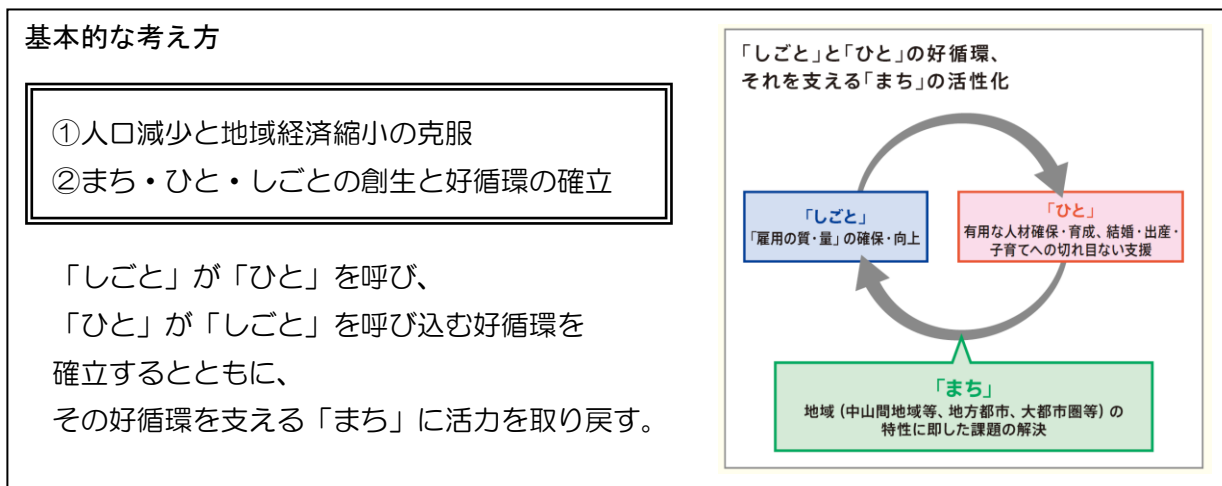 基本的な考え方
①人口減少と地域経済縮小の克服
②まち・ひと・しごとの創生と好循環の確立
「しごと」が「ひと」を呼び、
「ひと」が「しごと」を呼び込む好循環を
確立するとともに、
その好循環を支える「まち」に活力を取り戻す。
「しごと」と「ひと」の好循環、
それを支える「まち」の活性化
「しごと」
「雇用の質・量」の確保・向上
「ひと」
有用な人材確保・育成、結婚・出産・
子育てへの切れ目ない支援
「まち」
地域（中山間地域等、地方都市、大都市圏等）の
特性に即した課題の解決